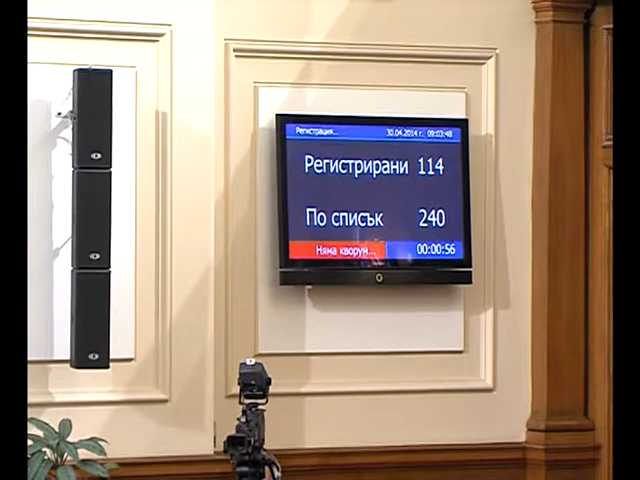 Регистрация... 30.04.2014 г. 09:03:48
Регистрирани 114
По списък 240
Няма кворум... 00:00:56